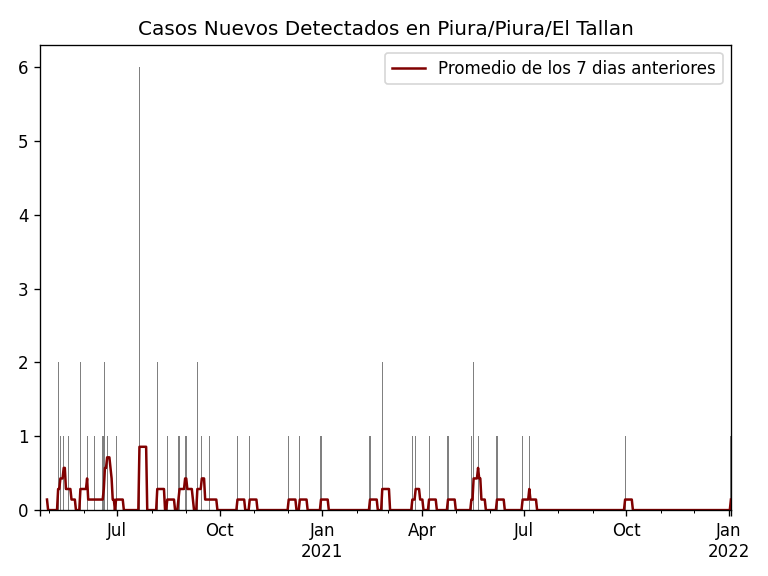 Casos Nuevos Detectados en Piura/Piura/El Tallan
Promedio de los 7 dias anteriores
6
5
4
3
2
1
0
Jul
Oct
Jan
2021
Apr
Jul
Oct
Jan
2022